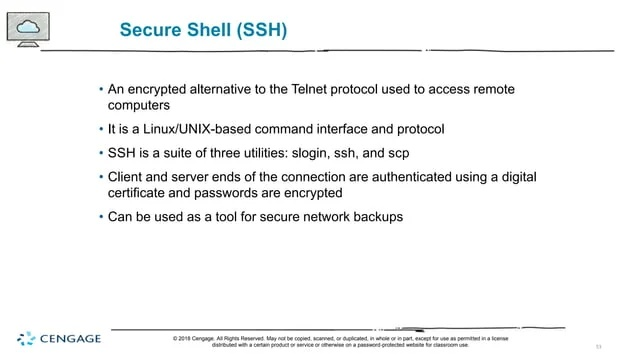 Secure Shell (SSH)
• An encrypted alternative to the Telnet protocol used to access remote
computers
• It is a Linux/UNIX-based command interface and protocol
• SSH is a suite of three utilities: slogin, ssh, and scp
• Client and server ends of the connection are authenticated using a digital
certificate and passwords are encrypted
• Can be used as a tool for secure network backups
CENGAGE
© 2018 Cengage. All Rights Reserved. May not be copied, scanned, or duplicated, in whole or in part, except for use as permitted in a license
distributed with a certain product or service or otherwise on a password-protected website for classroom use.